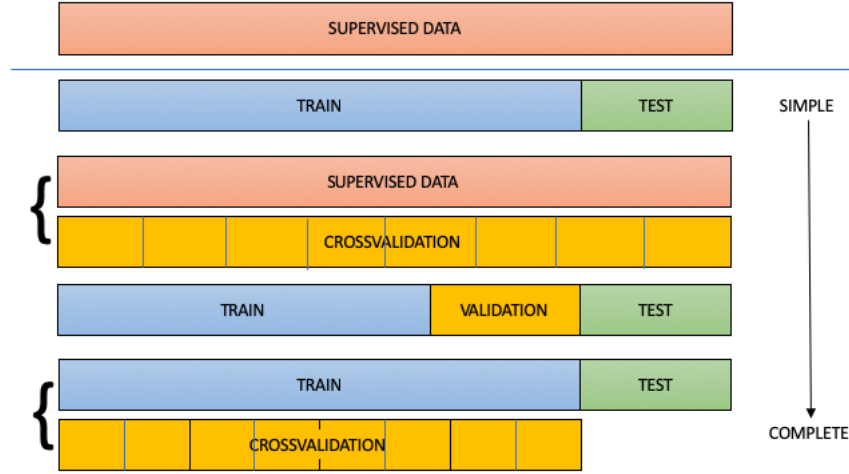 SUPERVISED DATA
TRAIN TEST SIMPLE
{ SUPERVISED DATA
CROSSVALIDATION
TRAIN VALIDATION TEST
{ TRAIN TEST
CROSSVALIDATION COMPLETE